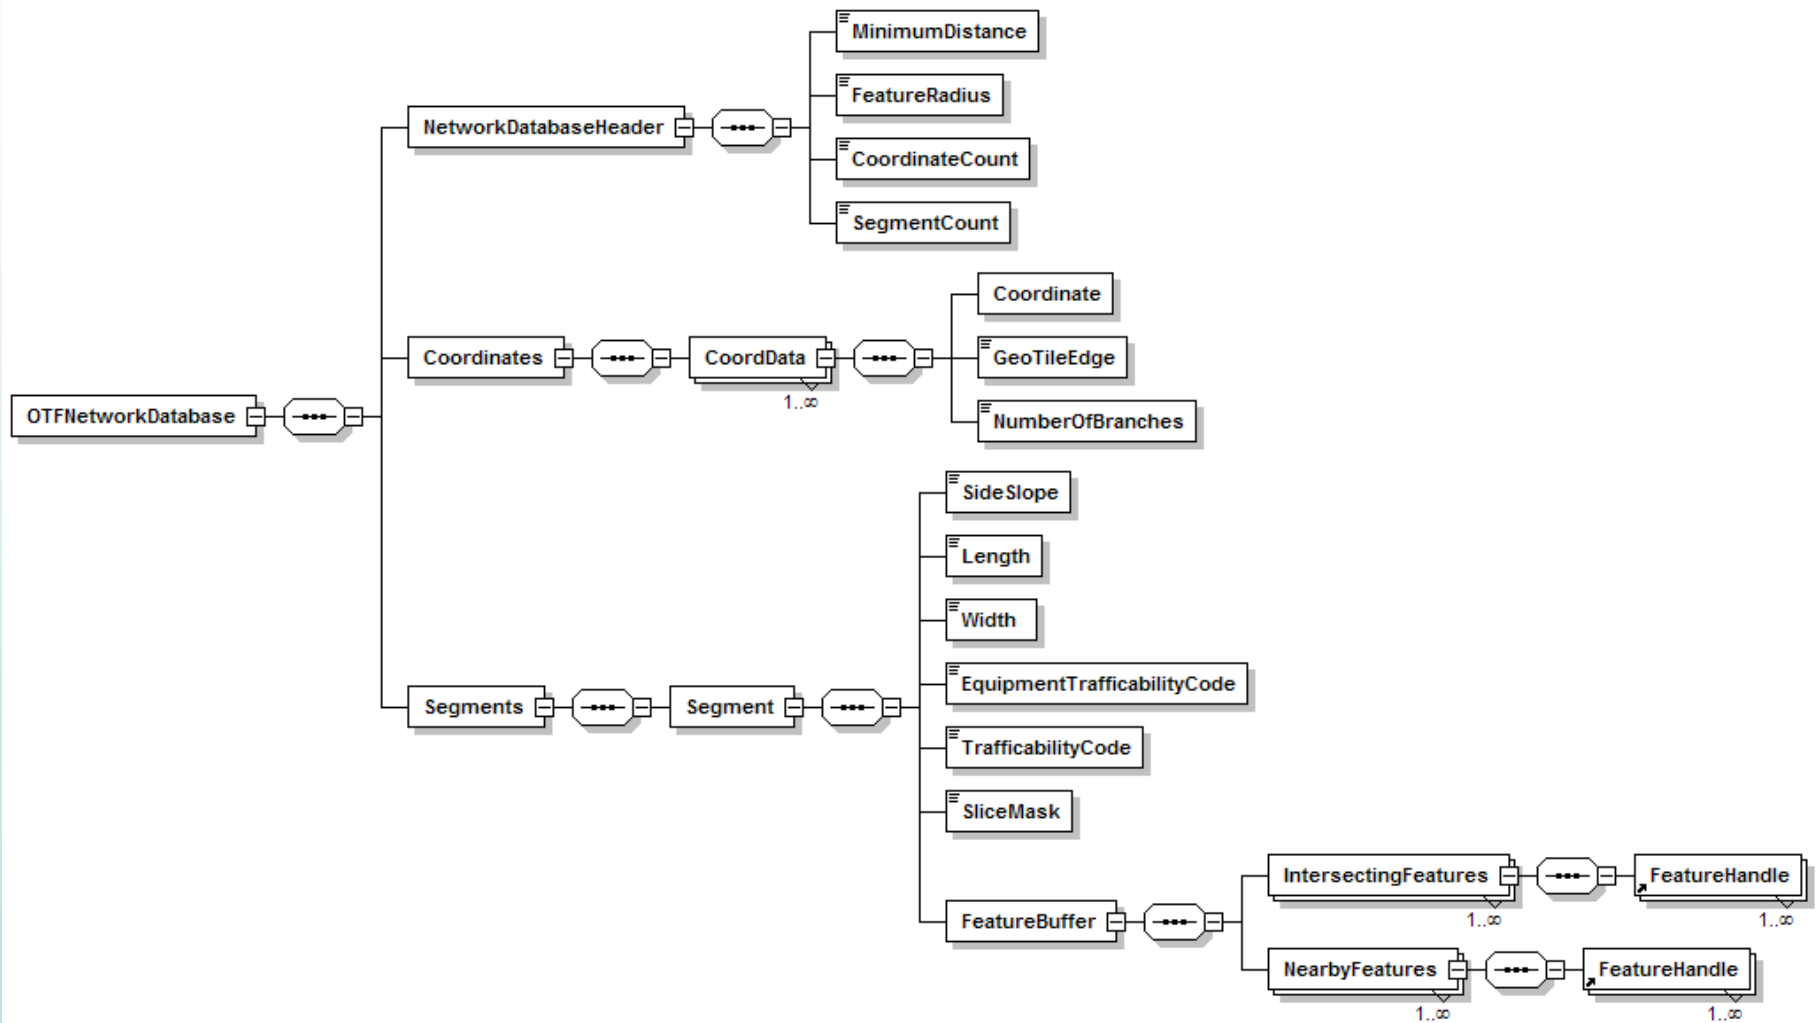 MinimumDistance
FeatureRadius
NetworkDatabaseHeader
CoordinateCount
SegmentCount
Coordinate
Coordinates
CoordData
GeoTileEdge
1..∞
OTFNetworkDatabase
NumberOfBranches
SideSlope
Length
Width
EquipmentTrafficabilityCode
Segments
Segment
TrafficabilityCode
SliceMask
IntersectingFeatures
FeatureHandle
1..∞
1..∞
FeatureBuffer
NearbyFeatures
FeatureHandle
1..∞
1..∞